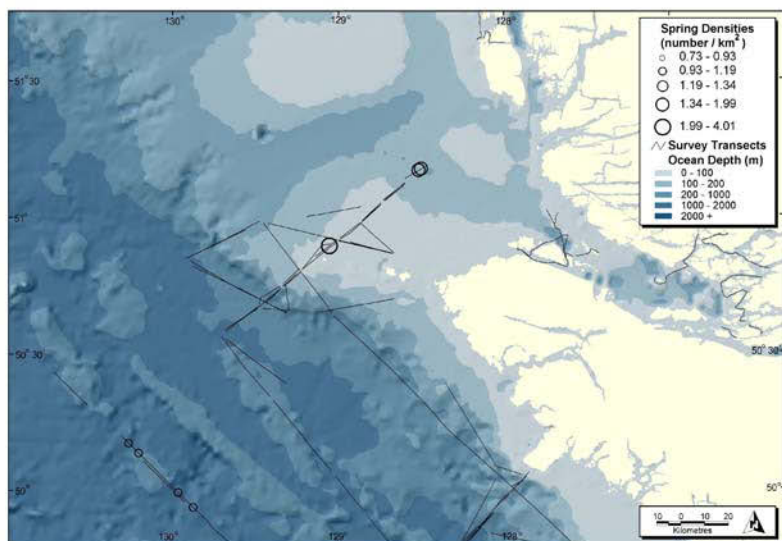 130°
129°
128°
51° 30'
51°
51°
50° 30'
50° 30'
50°
50°
130°
129°
128°
Spring Densities
(number / km²)
0.73 - 0.93
0.93 - 1.19
1.19 - 1.34
1.34 - 1.99
1.99 - 4.01
Survey Transects
Ocean Depth (m)
0 - 100
100 - 200
200 - 1000
1000 - 2000
2000 +
10 0 10 20
Kilometres